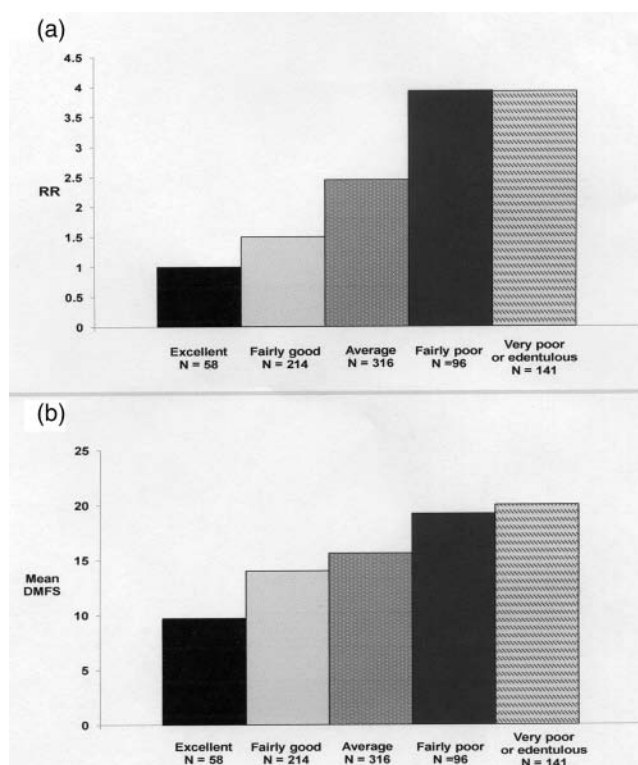 (a)
4.5
4
3.5
3
2.5
RR
2
1.5
1
0.5
0
Excellent Fairly good Average Fairly poor Very poor or edentulous
N = 58 N = 214 N = 316 N =96 N = 141
(b)
25
20
15
Mean
DMFS
10
5
0
Excellent Fairly good Average Fairly poor Very poor or edentulous
N = 58 N = 214 N = 316 N =96 N = 141